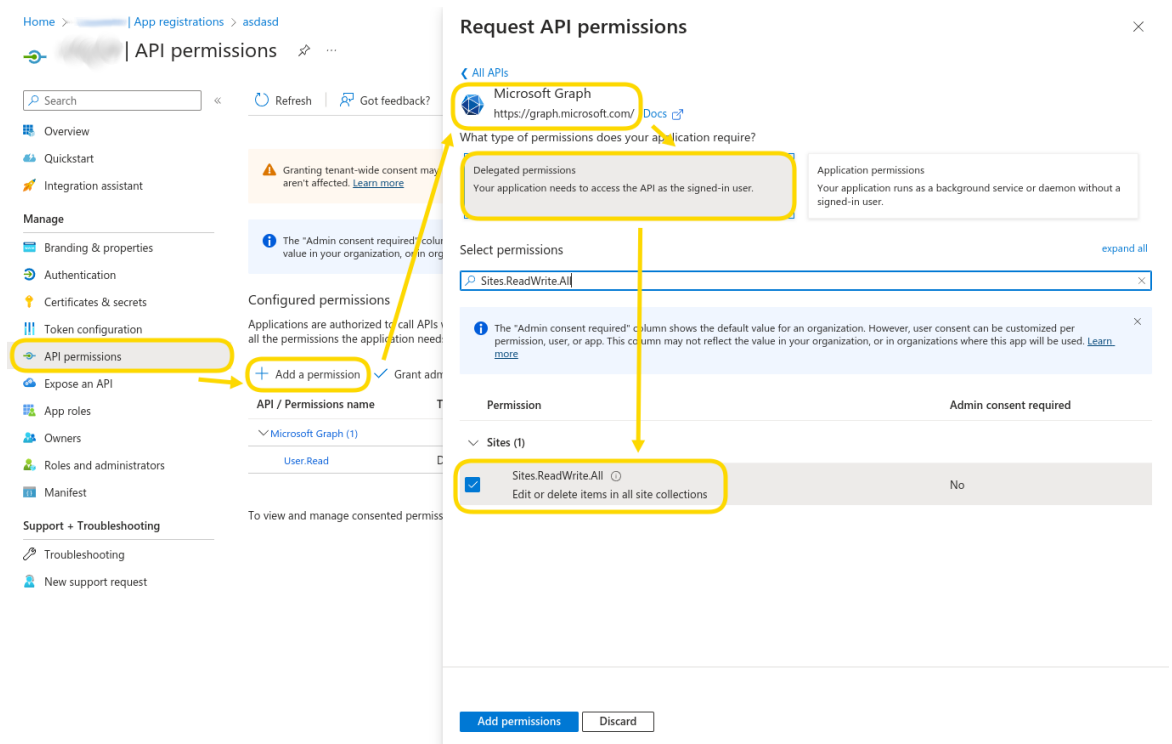 Home > | App registrations > asdasd
| API permissions ...
Search «
Overview
Quickstart
Integration assistant
Manage
Branding & properties
Authentication
Certificates & secrets
Token configuration
API permissions
Expose an API
App roles
Owners
Roles and administrators
Manifest
Support + Troubleshooting
Troubleshooting
New support request
Refresh Got feedback?
Granting tenant-wide consent may
aren't affected. Learn more
The "Admin consent required" colu
value in your organization, or in org
Configured permissions
Applications are authorized to call APIs
all the permissions the application need
Add a permission Grant adm
API / Permissions name T
Microsoft Graph (1)
User.Read D
To view and manage consented permiss
Request API permissions
All APIs
Microsoft Graph
https://graph.microsoft.com/ Docs
What type of permissions does your application require?
Delegated permissions
Your application needs to access the API as the signed-in user.
Application permissions
Your application runs as a background service or daemon without a
signed-in user.
Select permissions expand all
Sites.ReadWrite.All
The "Admin consent required" column shows the default value for an organization. However, user consent can be customized per
permission, user, or app. This column may not reflect the value in your organization, or in organizations where this app will be used. Learn
more
Permission Admin consent required
Sites (1)
Sites.ReadWrite.All
Edit or delete items in all site collections No
Add permissions Discard